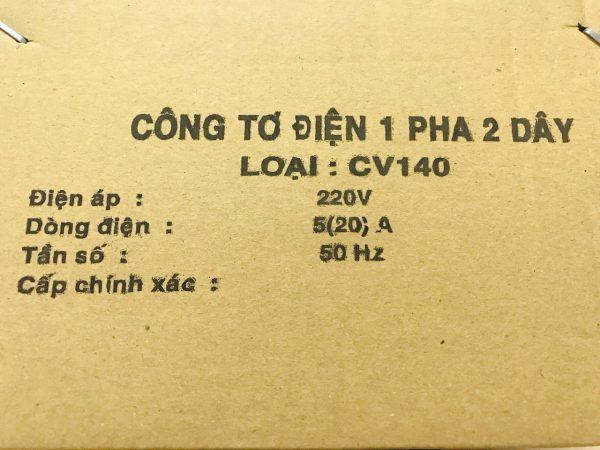 CÔNG TƠ ĐIỆN 1 PHA 2 DÂY
LOẠI : CV140
Điện áp : 220V
Dòng điện : 5(20) A
Tần số : 50 Hz
Cấp chính xác :